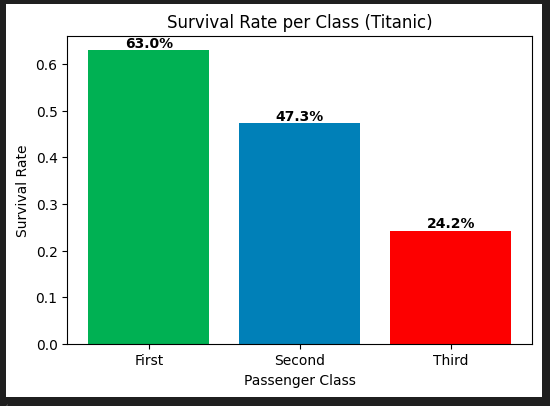 Survival Rate per Class (Titanic)
63.0%
47.3%
24.2%
0.6
0.5
0.4
0.3
0.2
0.1
0.0
Survival Rate
First Second Third
Passenger Class